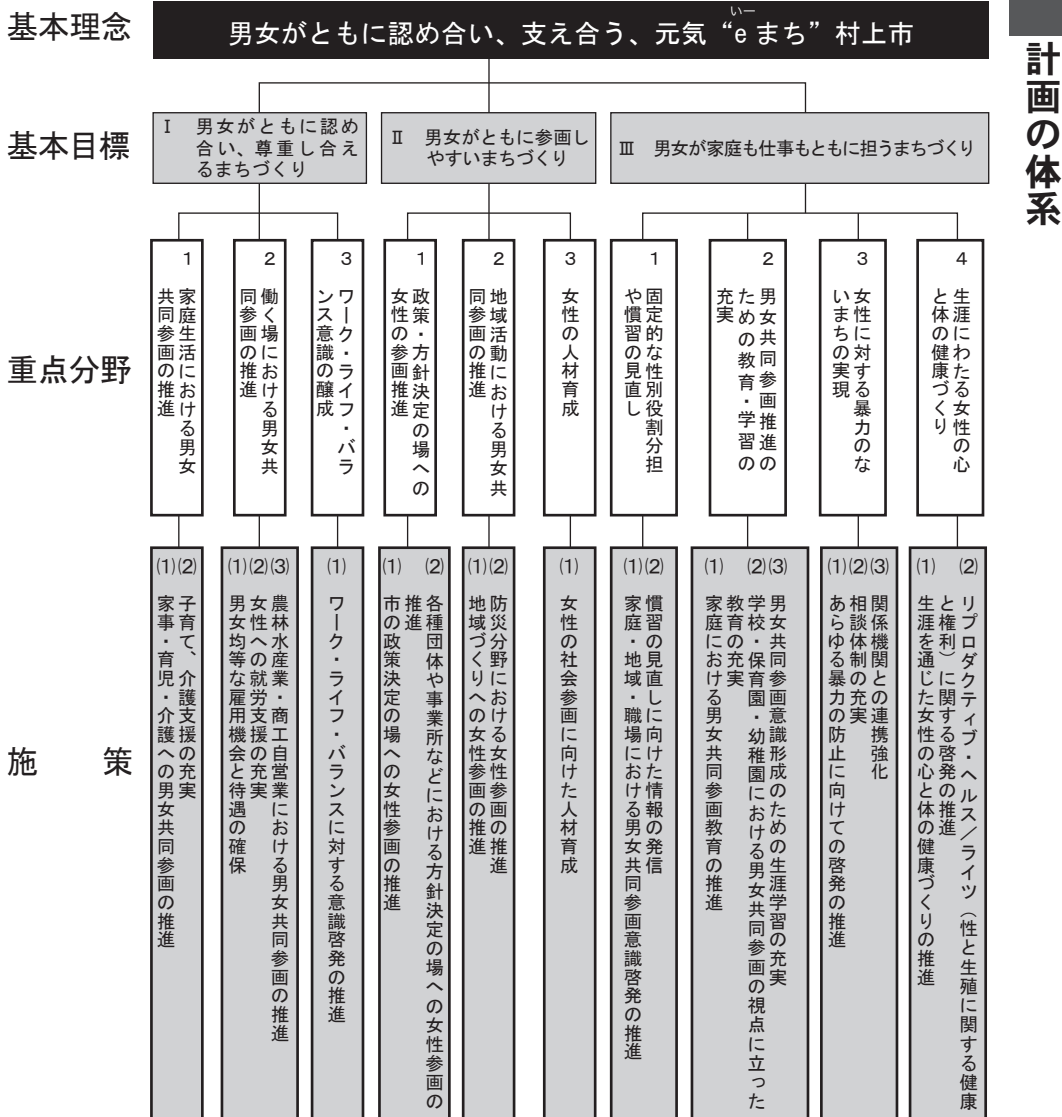 計画の体系
基本理念
いー
男女がともに認め合い、支え合う、元気“eまち”村上市
基本目標
Ⅰ 男女がともに認め
合い、尊重し合え
るまちづくり
Ⅱ 男女がともに参画し
やすいまちづくり
Ⅲ 男女が家庭も仕事もともに担うまちづくり
重点分野
1
家庭生活における男女
共同参画の推進
2
働く場における男女共
同参画の推進
3
ワーク・ライフ・バラ
ンス意識の醸成
1
政策・方針決定の場への
女性の参画推進
2
地域活動における男女共
同参画の推進
3
女性の人材育成
1
固定的な性別役割分担
や慣習の見直し
2
男女共同参画推進の
ための教育・学習の
充実
3
女性に対する暴力のな
いまちの実現
4
生涯にわたる女性の心
と体の健康づくり
施策
(1) 家事・育児・介護への男女共同参画の推進
(2) 子育て、介護支援の充実
(1) 男女均等な雇用機会と待遇の確保
(2) 女性への就労支援の充実
(3) 農林水産業・商工自営業における男女共同参画の推進
(1) ワーク・ライフ・バランスに対する意識啓発の推進
(1) 市の政策決定の場への女性参画の推進
(2) 各種団体や事業所などにおける方針決定の場への女性参画の
推進
(1) 地域づくりへの女性参画の推進
(2) 防災分野における女性参画の推進
(1) 女性の社会参画に向けた人材育成
(1) 家庭・地域・職場における男女共同参画意識啓発の推進
(2) 慣習の見直しに向けた情報の発信
(1) 家庭における男女共同参画教育の推進
(2) 学校・保育園・幼稚園における男女共同参画の視点に立った
教育の充実
(3) 男女共同参画意識形成のための生涯学習の充実
(1) あらゆる暴力の防止に向けての啓発の推進
(2) 相談体制の充実
(3) 関係機関との連携強化
(1) 生涯を通じた女性の心と体の健康づくりの推進
(2) リプロダクティブ・ヘルス／ライツ（性と生殖に関する健康
と権利）に関する啓発の推進